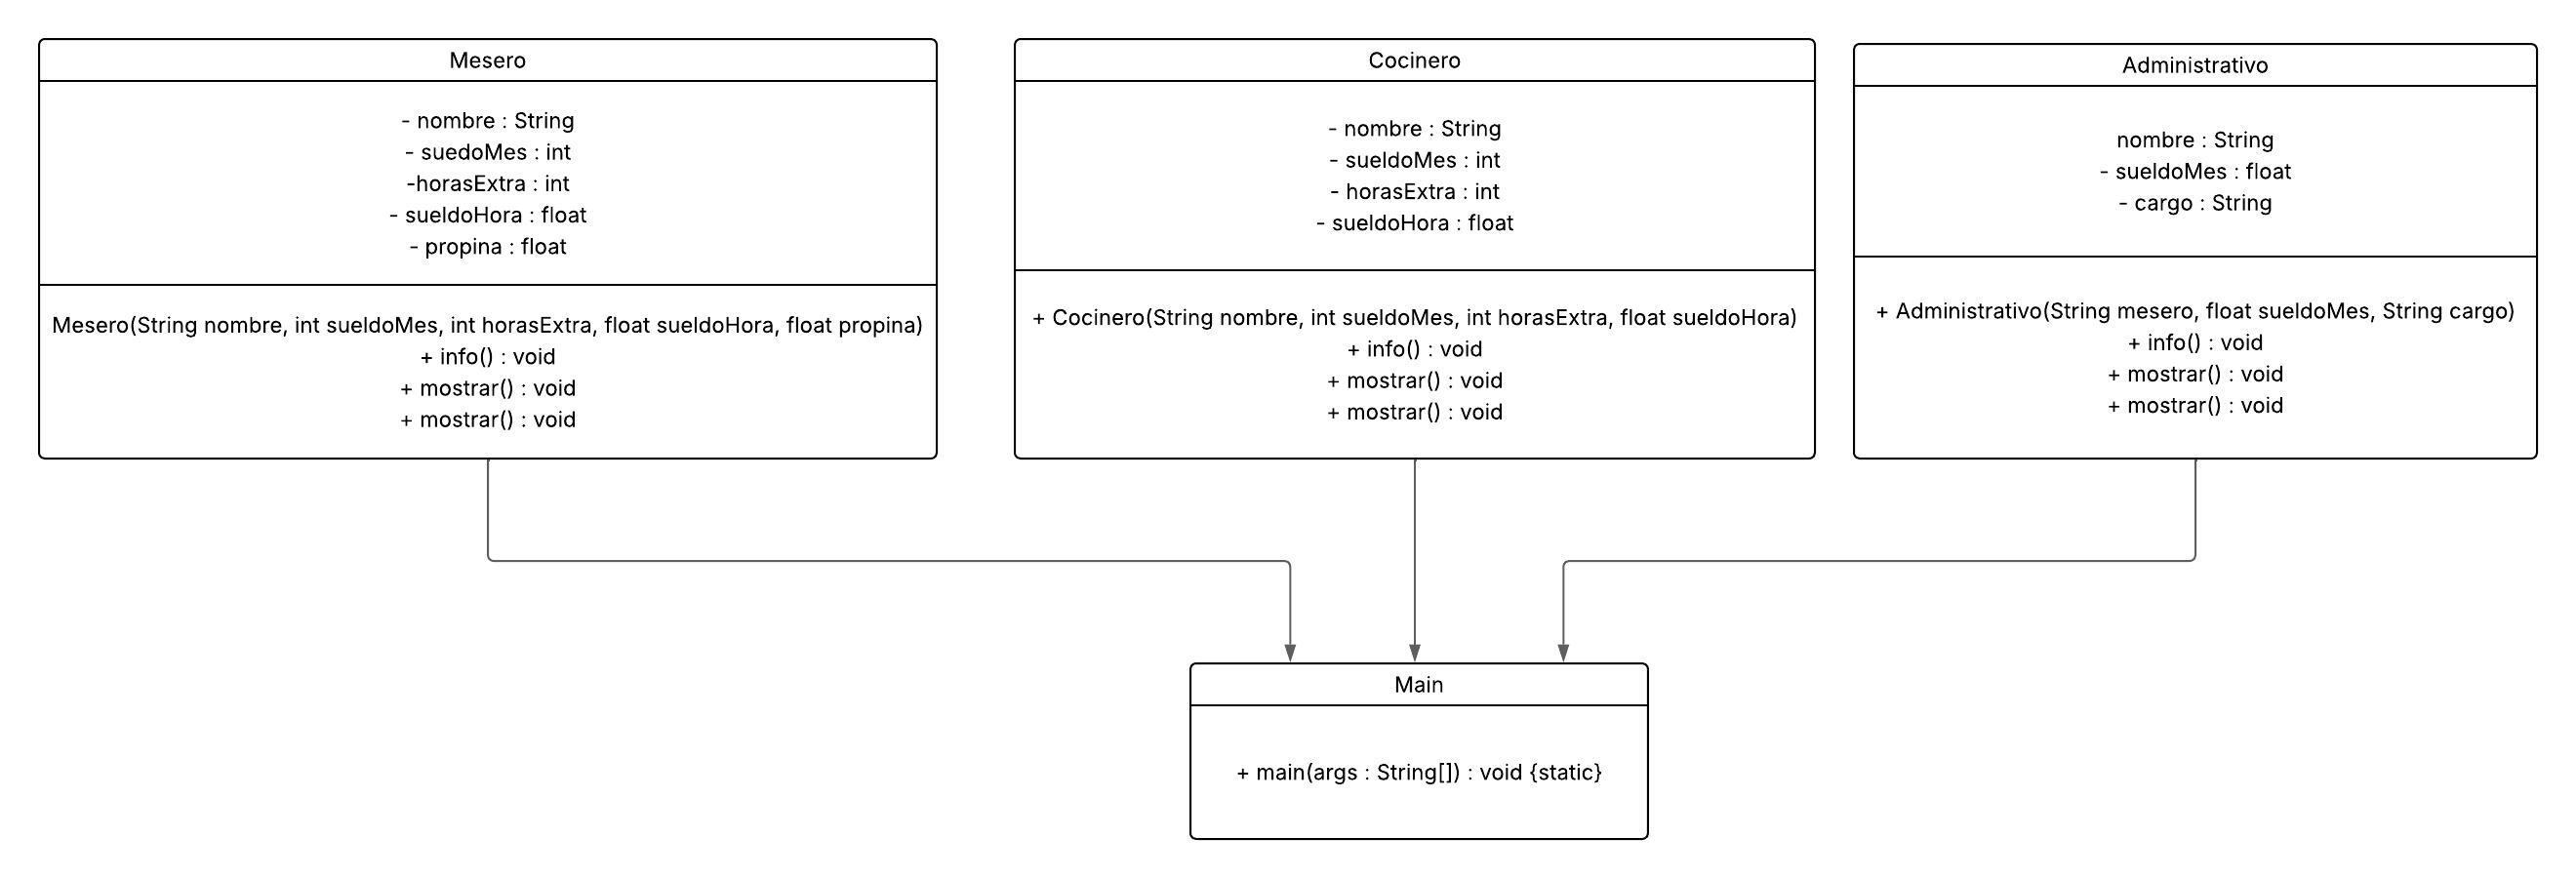 Mesero
- nombre : String
- suedoMes : int
-horasExtra : int
- sueldoHora : float
- propina : float
Mesero(String nombre, int sueldoMes, int horasExtra, float sueldoHora, float propina)
+ info() : void
+ mostrar() : void
+ mostrar() : void
Cocinero
- nombre : String
- sueldoMes : int
- horasExtra : int
- sueldoHora : float
+ Cocinero(String nombre, int sueldoMes, int horasExtra, float sueldoHora)
+ info() : void
+ mostrar() : void
+ mostrar() : void
Administrativo
nombre : String
- sueldoMes : float
- cargo : String
+ Administrativo(String mesero, float sueldoMes, String cargo)
+ info() : void
+ mostrar() : void
+ mostrar() : void
Main
+ main(args : String[]) : void {static}